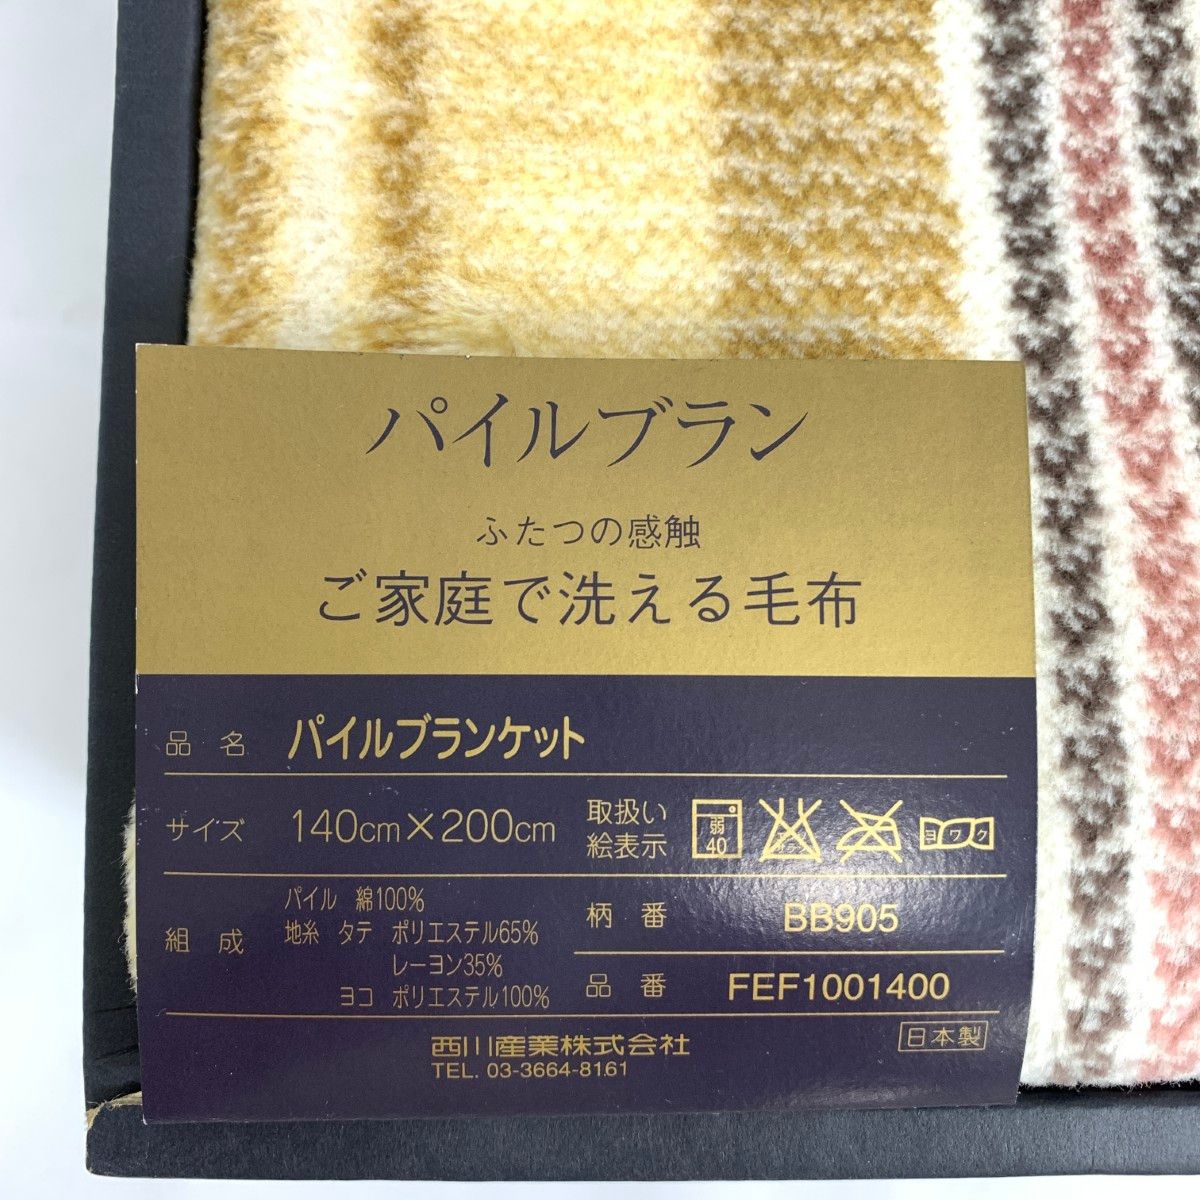 パイルブラン
ふたつの感触
ご家庭で洗える毛布
品名 パイルブランケット
サイズ 140cm×200cm
取扱い
絵表示
弱
40
ヨワク
組成
パイル 綿100%
地糸 タテ ポリエステル65%
レーヨン35%
ヨコ ポリエステル100%
柄番 BB905
品番 FEF1001400
西川産業株式会社
TEL. 03-3664-8161
日本製